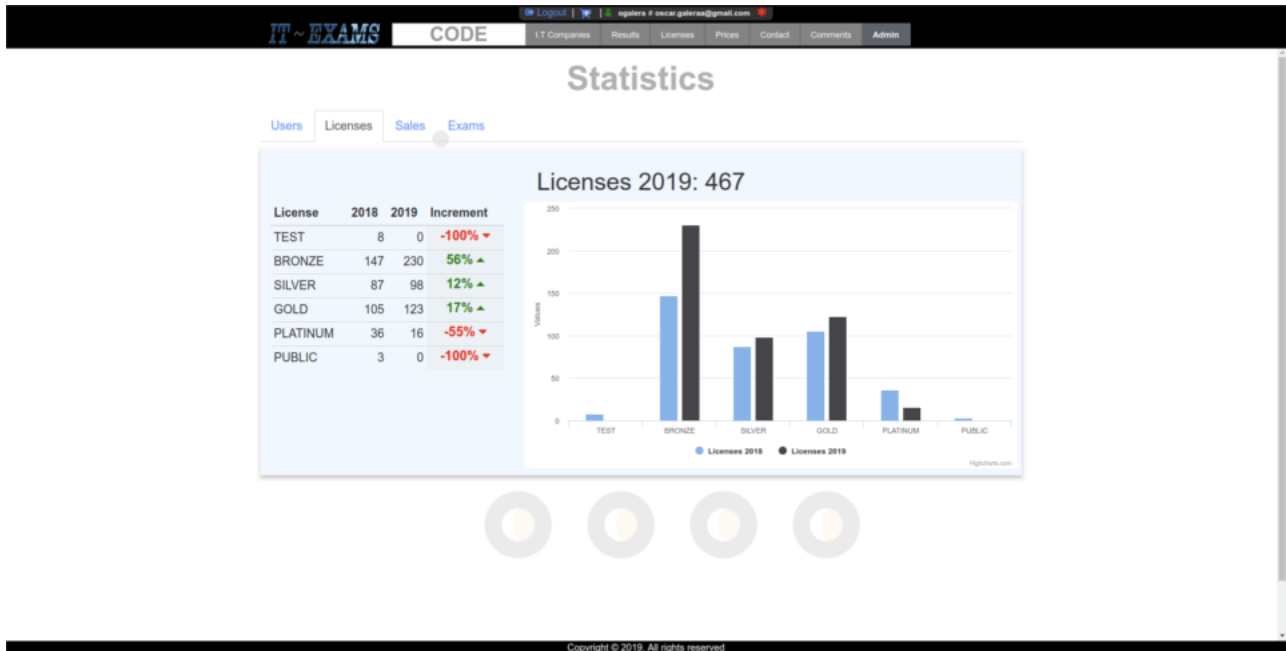 Logout | | ogalera # oscar.galeraa@gmail.com
IT ~ EXAMS CODE I.T Companies Results Licenses Prices Contact Comments Admin
Statistics
Users Licenses Sales Exams
Licenses 2019: 467
License 2018 2019 Increment
TEST 8 0 -100%
BRONZE 147 230 56%
SILVER 87 98 12%
GOLD 105 123 17%
PLATINUM 36 16 -55%
PUBLIC 3 0 -100%
Values
250
200
150
100
50
0
TEST BRONZE SILVER GOLD PLATINUM PUBLIC
Licenses 2018 Licenses 2019
Highcharts.com
Copyright © 2019. All rights reserved